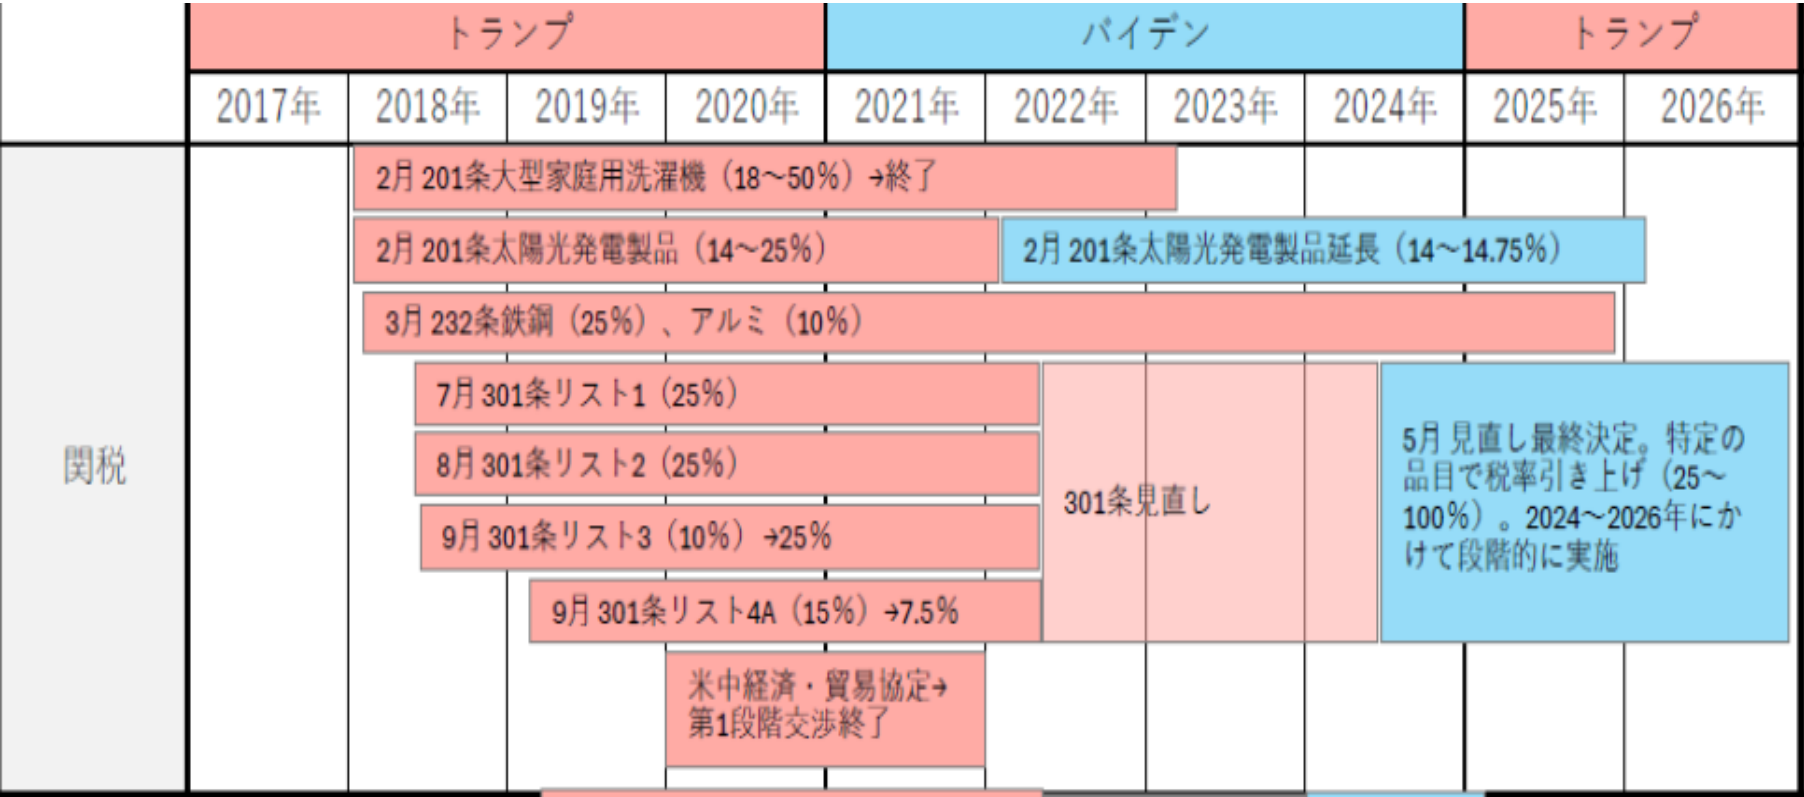 トランプ
バイデン
トランプ
2017年
2018年
2019年
2020年
2021年
2022年
2023年
2024年
2025年
2026年
関税
2月 201条大型家庭用洗濯機（18～50％）→終了
2月 201条太陽光発電製品（14～25％）
2月 201条太陽光発電製品延長（14～14.75％）
3月 232条鉄鋼（25％）、アルミ（10％）
7月 301条リスト1（25％）
8月 301条リスト2（25％）
9月 301条リスト3（10％）→25％
9月 301条リスト4A（15％）→7.5％
301条見直し
5月 見直し最終決定。特定の
品目で税率引き上げ（25～
100％）。2024～2026年にか
けて段階的に実施
米中経済・貿易協定→
第1段階交渉終了